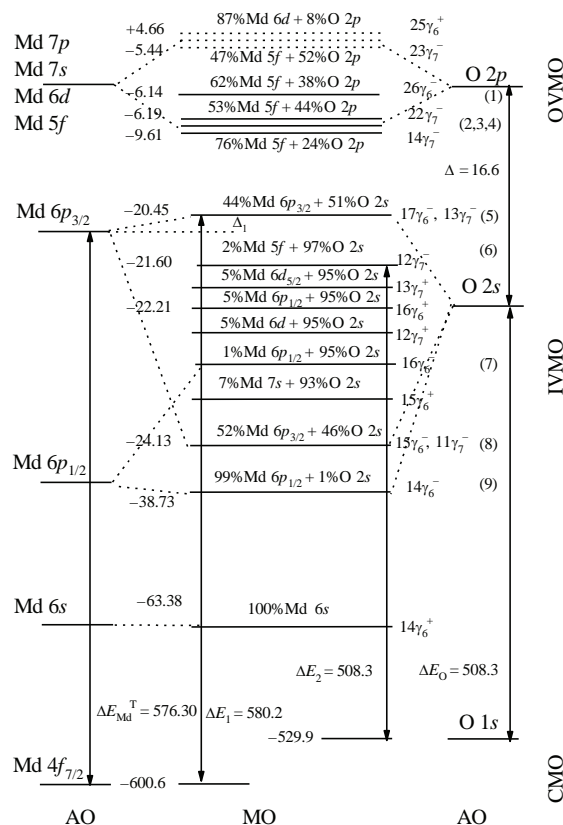 87%Md 6d + 8%O 2p
+4.66
25γ₆⁺
Md 7p
−5.44
23γ₇⁻
47%Md 5f + 52%O 2p
Md 7s
O 2p
62%Md 5f + 38%O 2p
26γ₆⁻
(1)
Md 6d
−6.14
53%Md 5f + 44%O 2p
22γ₇⁻
Md 5f
−6.19
(2,3,4)
−9.61
76%Md 5f + 24%O 2p
14γ₇⁻
OVMO
Δ = 16.6
Md 6p₃/₂
−20.45
44%Md 6p₃/₂ + 51%O 2s
17γ₆⁻, 13γ₇⁻
(5)
Δ₁
2%Md 5f + 97%O 2s
(6)
−21.60
12γ₇⁻
5%Md 6d₅/₂ + 95%O 2s
13γ₇⁺
O 2s
−22.21
5%Md 6p₁/₂ + 95%O 2s
16γ₆⁺
5%Md 6d + 95%O 2s
12γ₇⁺
1%Md 6p₁/₂ + 95%O 2s
16γ₆⁻
(7)
IVMO
7%Md 7s + 93%O 2s
15γ₆⁺
−24.13
52%Md 6p₃/₂ + 46%O 2s
15γ₆⁻, 11γ₇⁻
(8)
Md 6p₁/₂
99%Md 6p₁/₂ + 1%O 2s
14γ₆⁻
(9)
−38.73
Md 6s
−63.38
100%Md 6s
14γ₆⁺
ΔE₂ = 508.3
ΔE_O = 508.3
ΔE_Md^T = 576.30
ΔE₁ = 580.2
−529.9
O 1s
Md 4f₇/₂
−600.6
CMO
AO
MO
AO